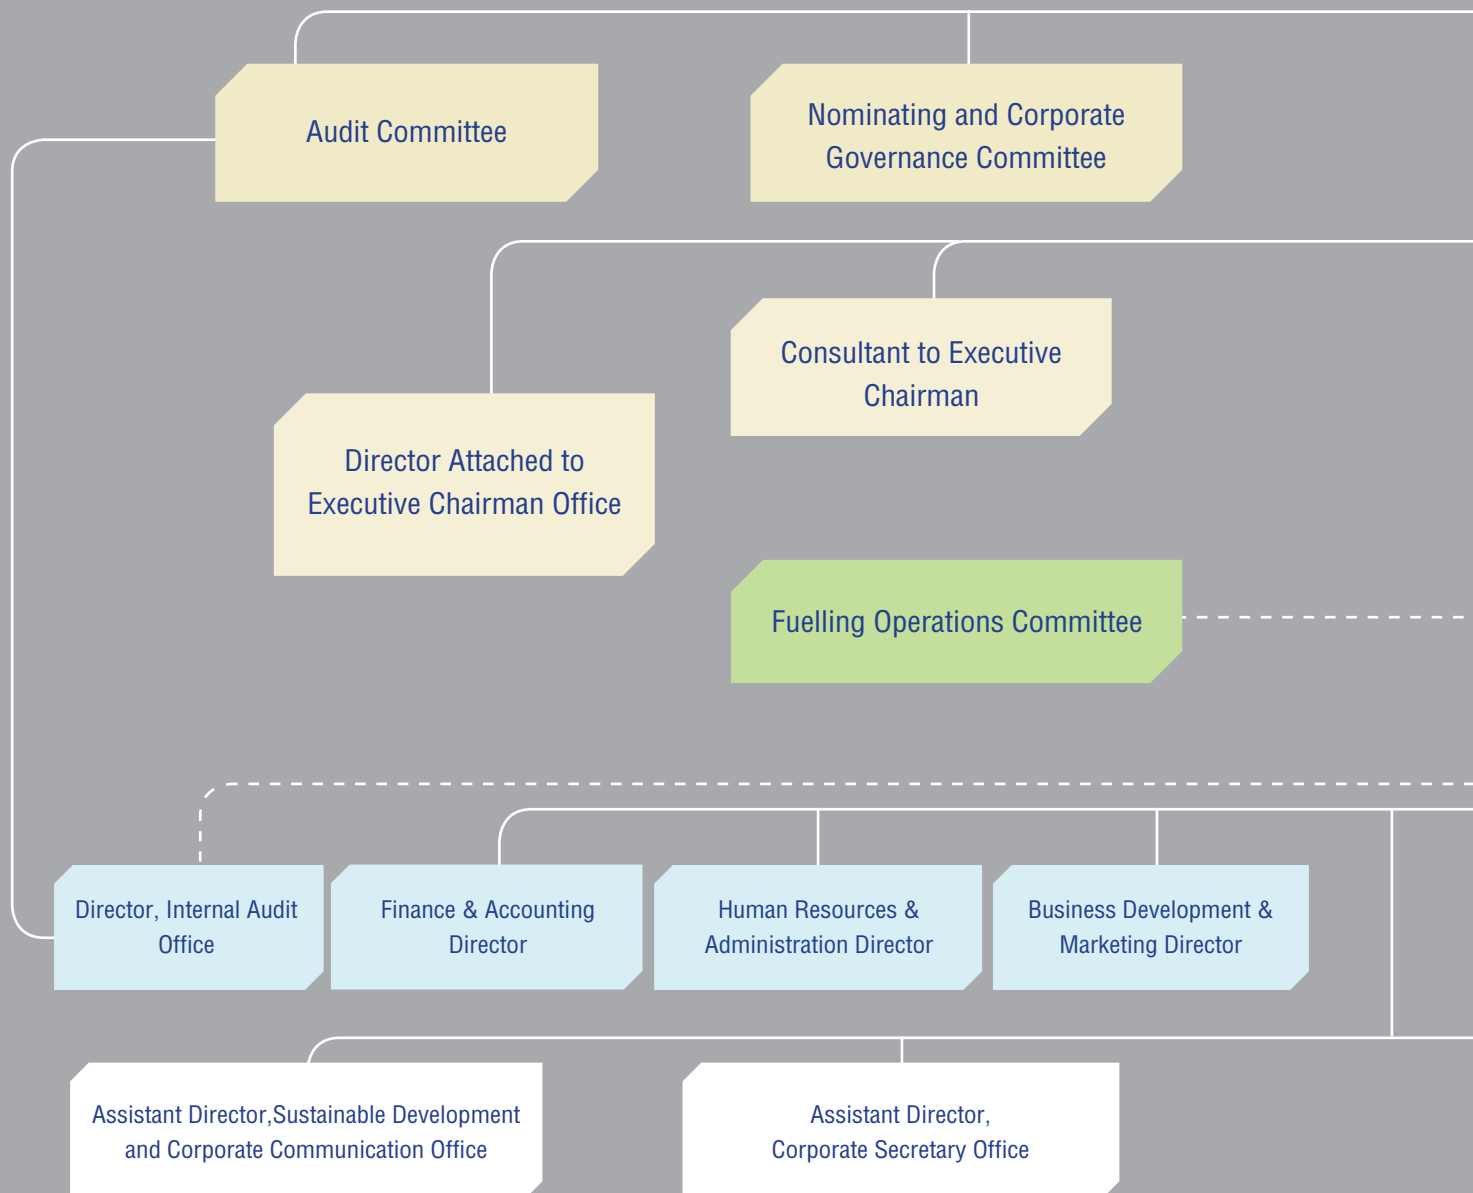 Audit Committee
Nominating and Corporate
Governance Committee
Consultant to Executive
Chairman
Director Attached to
Executive Chairman Office
Fuelling Operations Committee
Director, Internal Audit
Office
Finance & Accounting
Director
Human Resources &
Administration Director
Business Development &
Marketing Director
Assistant Director,Sustainable Development
and Corporate Communication Office
Assistant Director,
Corporate Secretary Office